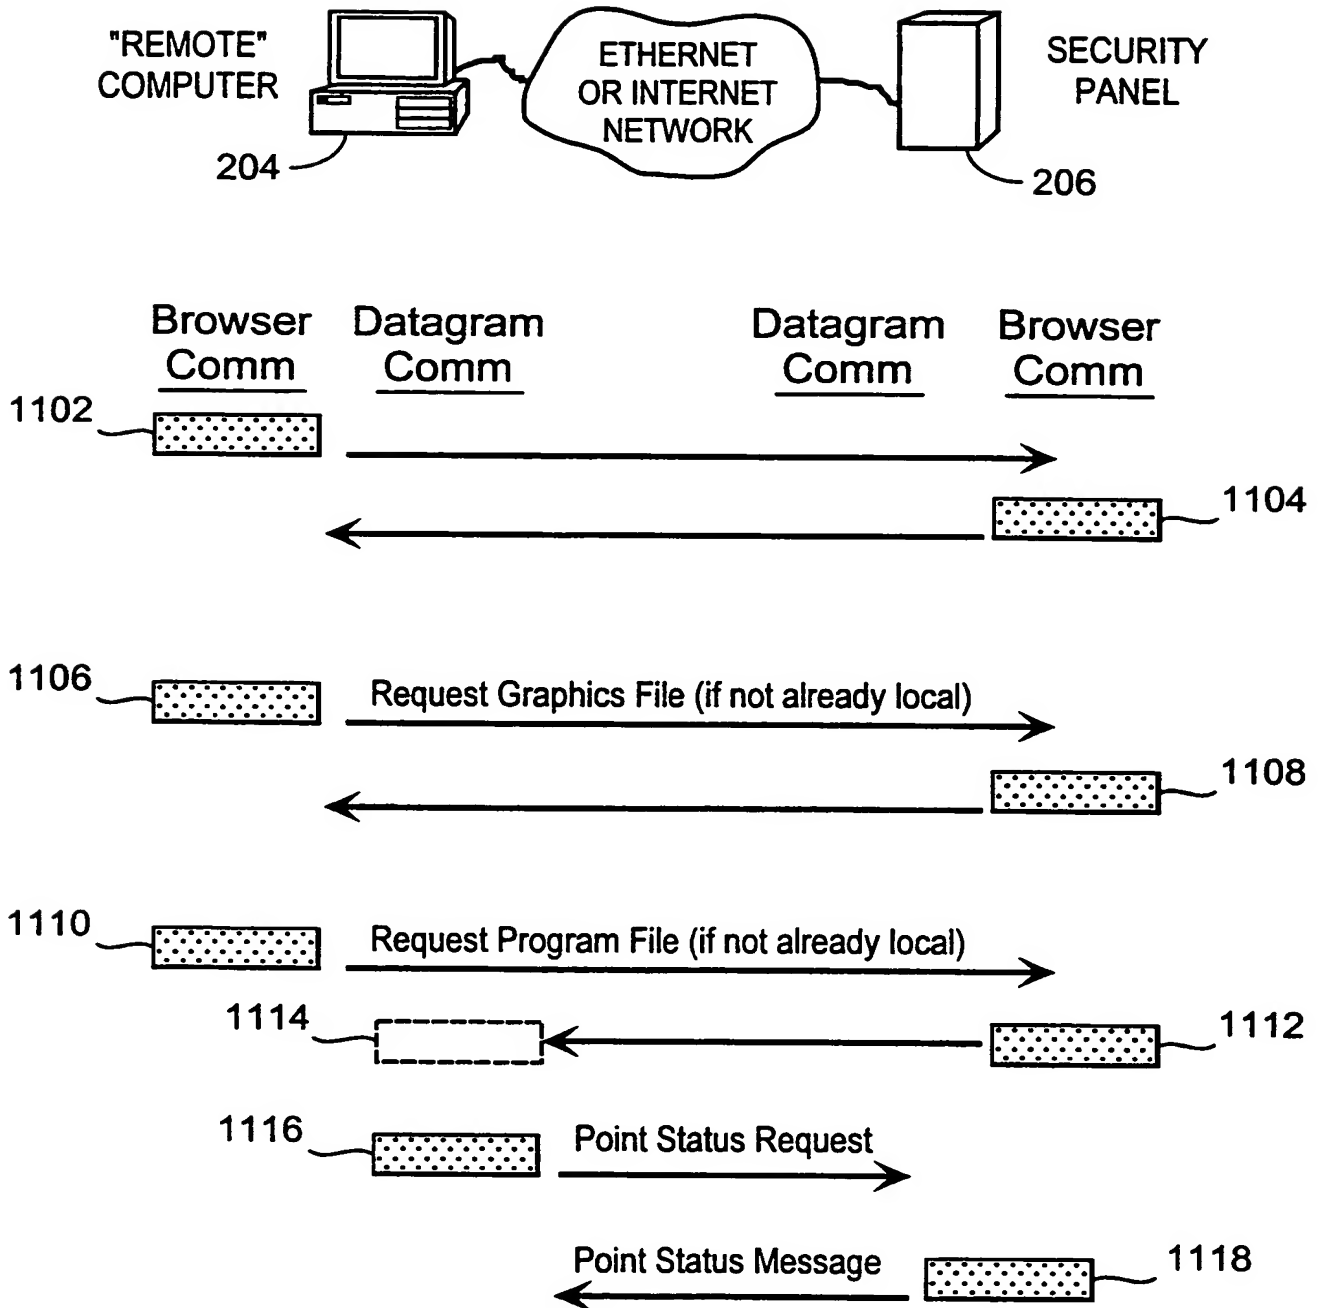 "REMOTE"
COMPUTER
ETHERNET
OR INTERNET
NETWORK
SECURITY
PANEL
204
206
Browser
Comm
Datagram
Comm
Datagram
Comm
Browser
Comm
1102
1104
1106
Request Graphics File (if not already local)
1108
1110
Request Program File (if not already local)
1114
1112
1116
Point Status Request
Point Status Message
1118